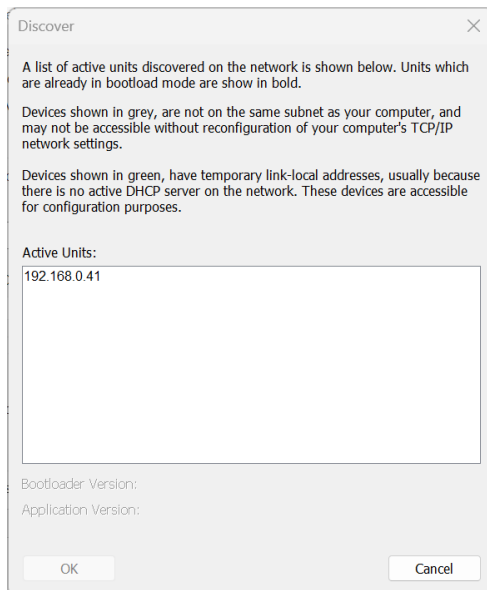 Discover
A list of active units discovered on the network is shown below. Units which
are already in bootload mode are show in bold.
Devices shown in grey, are not on the same subnet as your computer, and
may not be accessible without reconfiguration of your computer's TCP/IP
network settings.
Devices shown in green, have temporary link-local addresses, usually because
there is no active DHCP server on the network. These devices are accessible
for configuration purposes.
Active Units:
192.168.0.41
Bootloader Version:
Application Version:
OK
Cancel